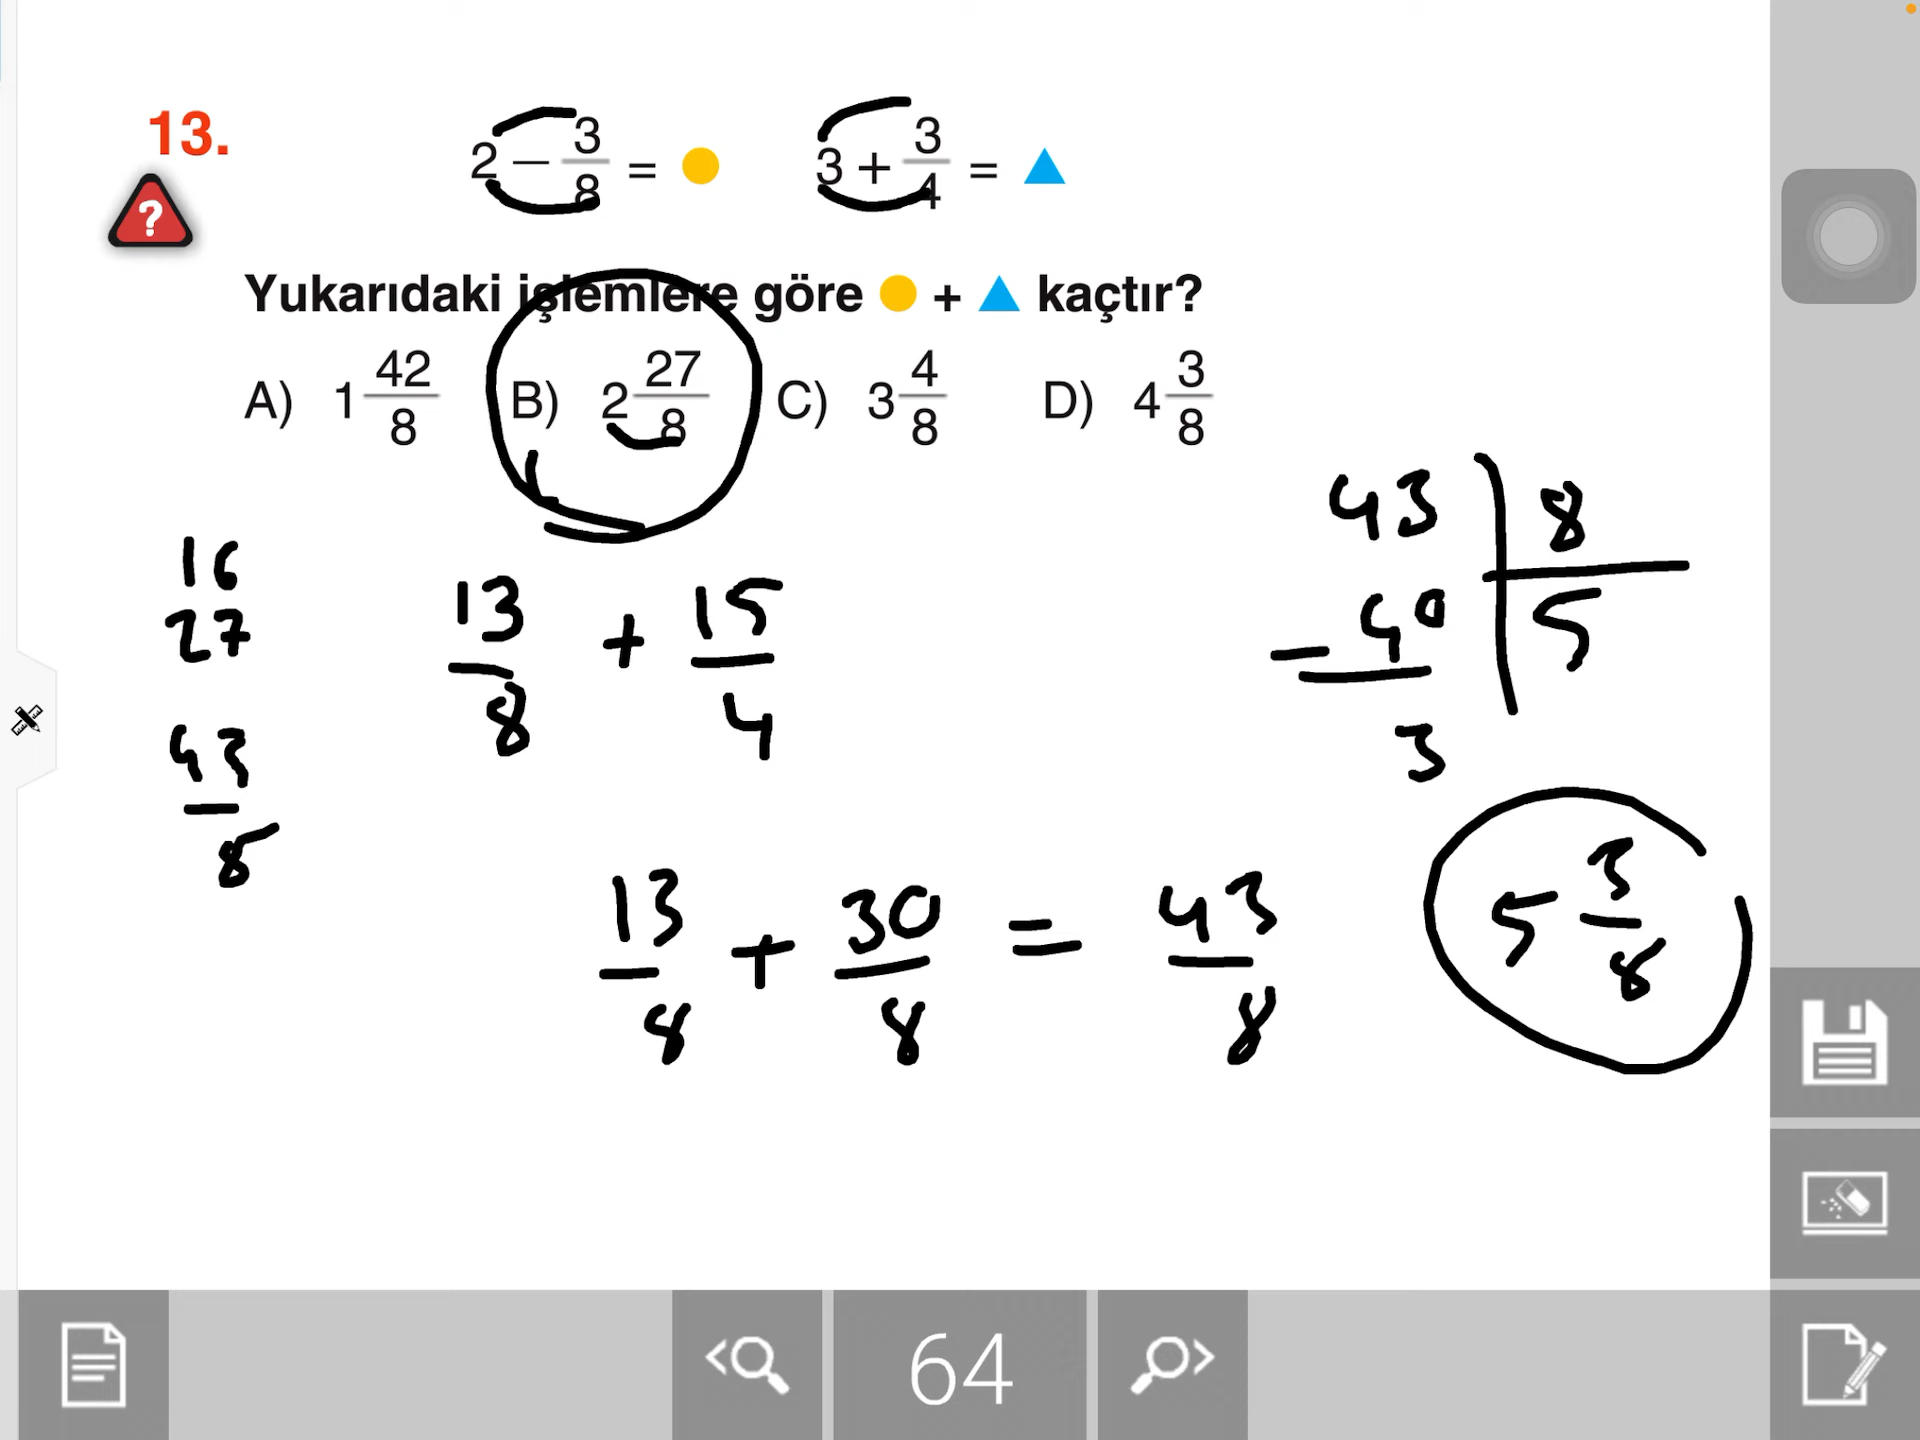 13.
?
2 − 3/8 = 3 + 3/4 =
Yukarıdaki işlemlere göre + kaçtır?
A) 1 42/8 B) 2 27/8 C) 3 4/8 D) 4 3/8
16
27
43/8
13/8 + 15/4
43 8
−40 5
3
13/8 + 30/8 = 43/8
5 3/8
64